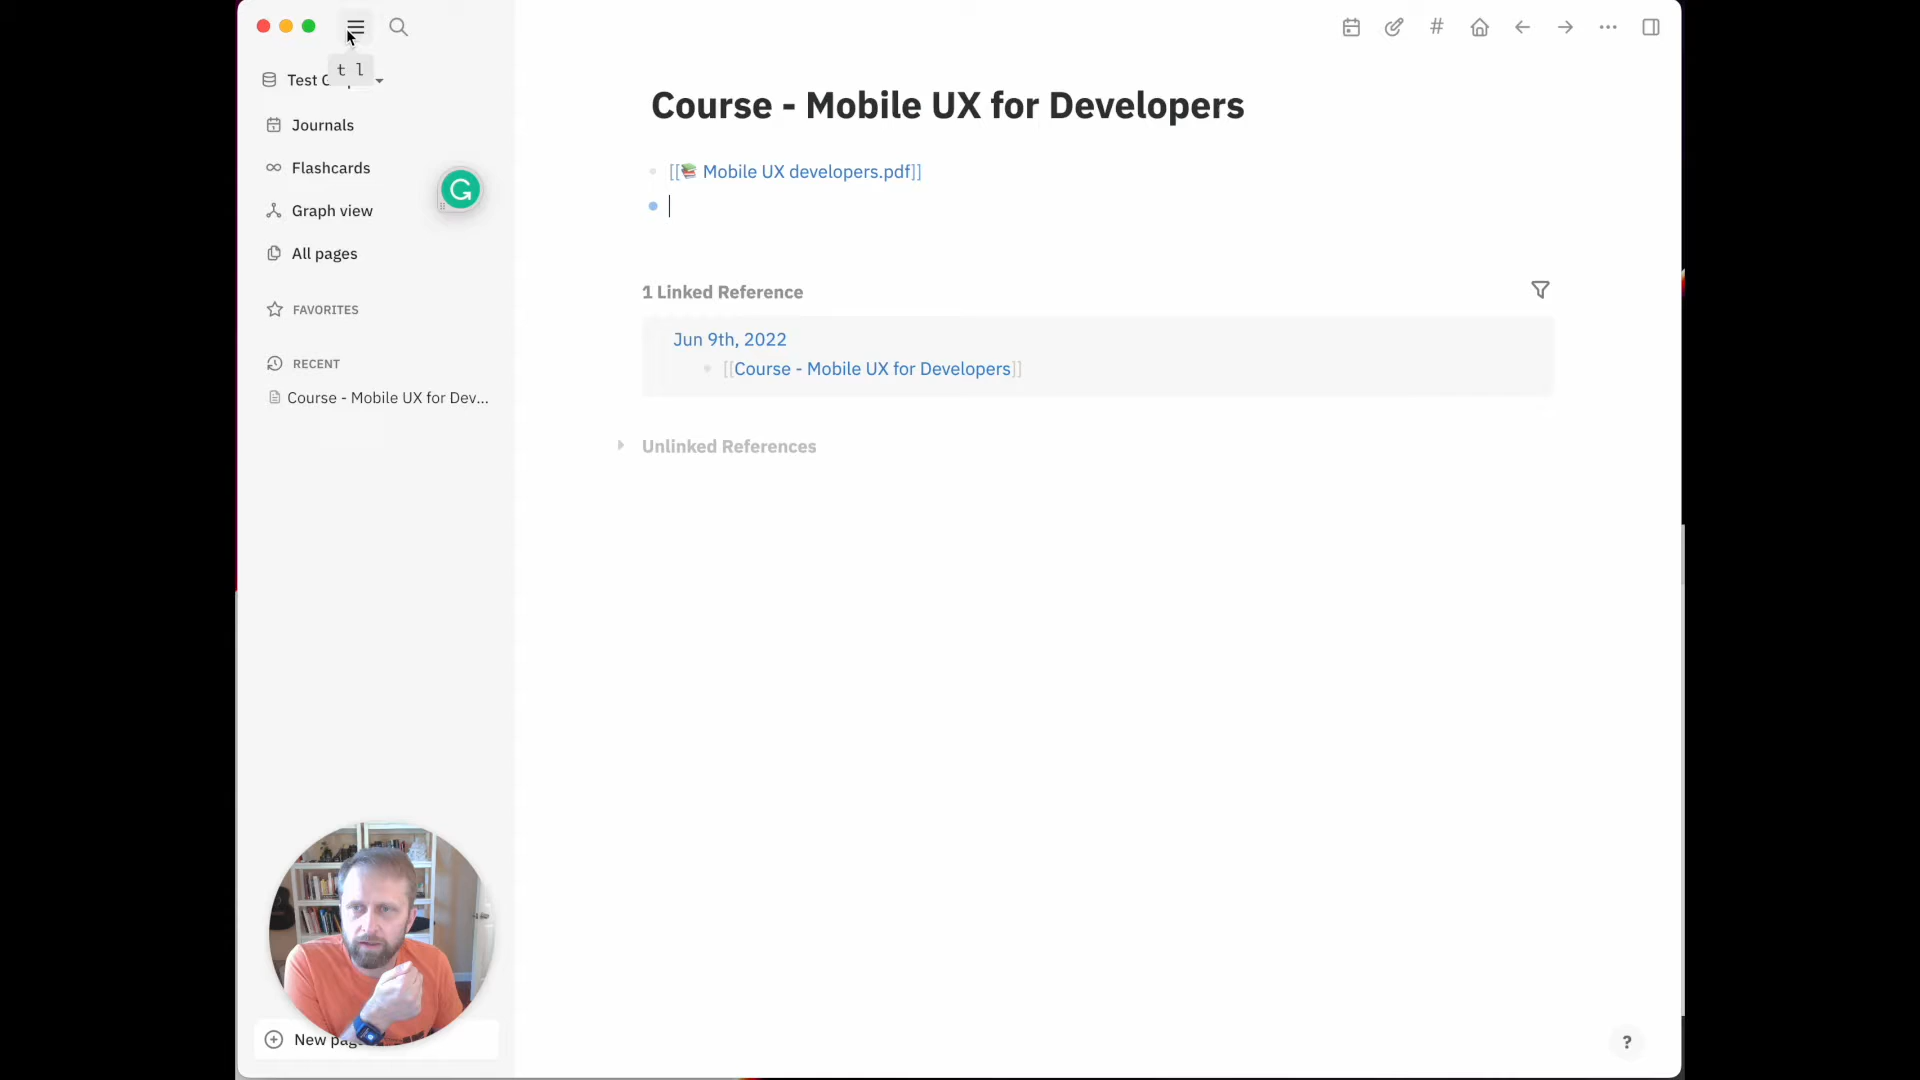 t l
Test
Journals
Flashcards
Graph view
All pages
FAVORITES
RECENT
Course - Mobile UX for Dev...
New page
Course - Mobile UX for Developers
[[📚 Mobile UX developers.pdf]]
1 Linked Reference
Jun 9th, 2022
[[Course - Mobile UX for Developers]]
Unlinked References
?